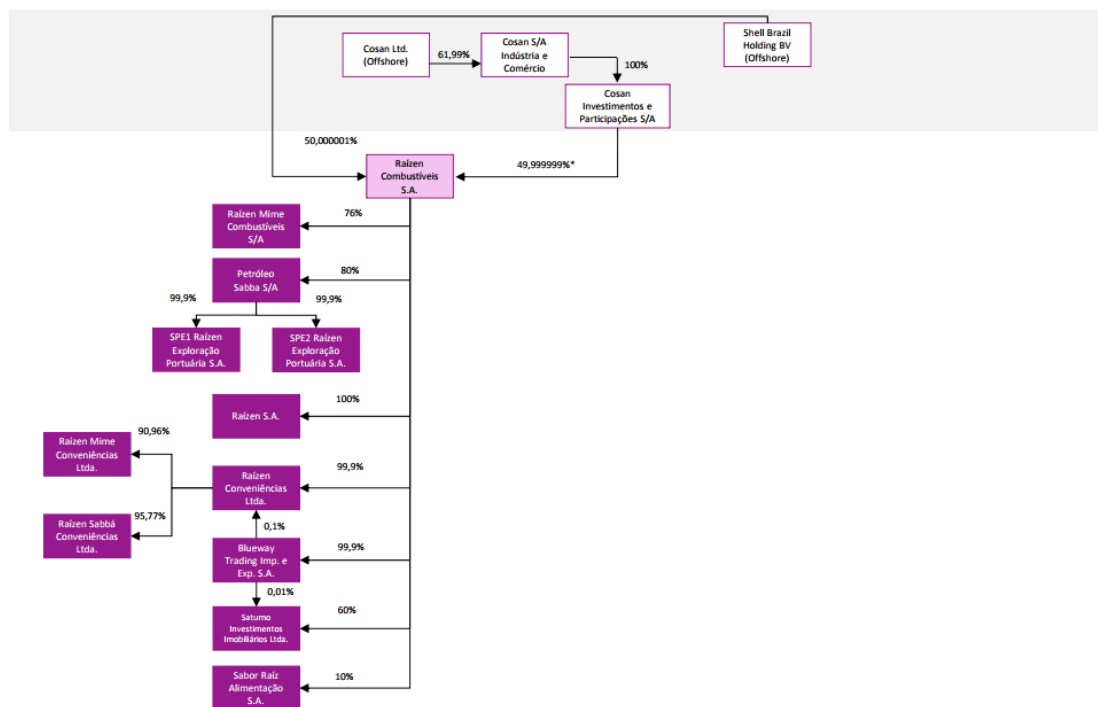 Shell Brazil
Holding BV
(Offshore)
Cosan Ltd.
(Offshore)
61,99%
Cosan S/A
Indústria e
Comércio
100%
Cosan
Investimentos e
Participações S/A
50,000001%
49,999999%*
Raízen
Combustíveis
S.A.
Raízen Mime
Combustíveis
S/A
76%
Petróleo
Sabba S/A
80%
99,9%
99,9%
SPE1 Raízen
Exploração
Portuária S.A.
SPE2 Raízen
Exploração
Portuária S.A.
Raízen S.A.
100%
90,96%
Raízen Mime
Conveniências
Ltda.
Raízen
Conveniências
Ltda.
99,9%
95,77%
Raízen Sabbá
Conveniências
Ltda.
0,1%
Blueway
Trading Imp. e
Exp. S.A.
99,9%
0,01%
Saturno
Investimentos
Imobiliários Ltda.
60%
Sabor Raíz
Alimentação
S.A.
10%